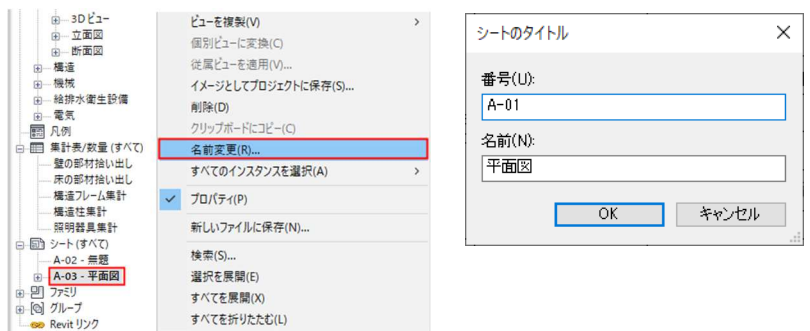 3D ビュー
立面図
断面図
構造
機械
給排水衛生設備
電気
凡例
集計表/数量 (すべて)
壁の部材拾い出し
床の部材拾い出し
構造フレーム集計
構造柱集計
照明器具集計
シート (すべて)
A-02 - 無題
A-03 - 平面図
ファミリ
グループ
Revit リンク
ビューを複製(V)
個別ビューに変換(C)
従属ビューを適用(V)...
イメージとしてプロジェクトに保存(S)...
削除(D)
クリップボードにコピー(C)
名前変更(R)...
すべてのインスタンスを選択(A)
プロパティ(P)
新しいファイルに保存(N)...
検索(S)...
選択を展開(E)
すべてを展開(X)
すべてを折りたたむ(L)
シートのタイトル
番号(U):
A-01
名前(N):
平面図
OK キャンセル